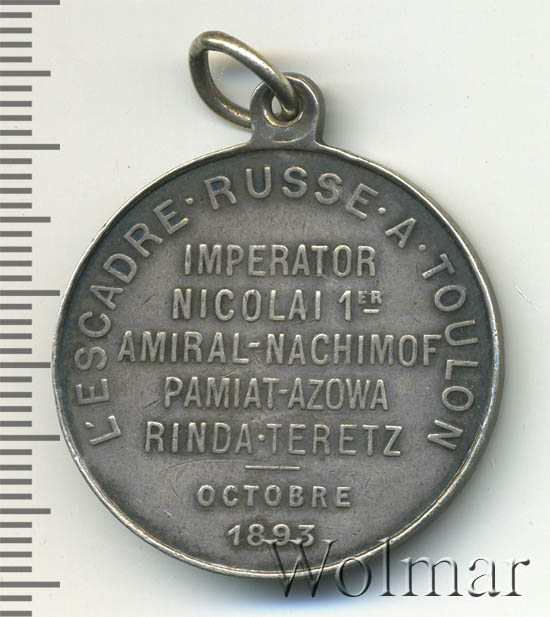 L'ESCADRE · RUSSE · A · TOULON
IMPERATOR
NICOLAI 1ER
AMIRAL-NACHIMOF
PAMIAT-AZOWA
RINDA · TERETZ
OCTOBRE
1893
Wolmar